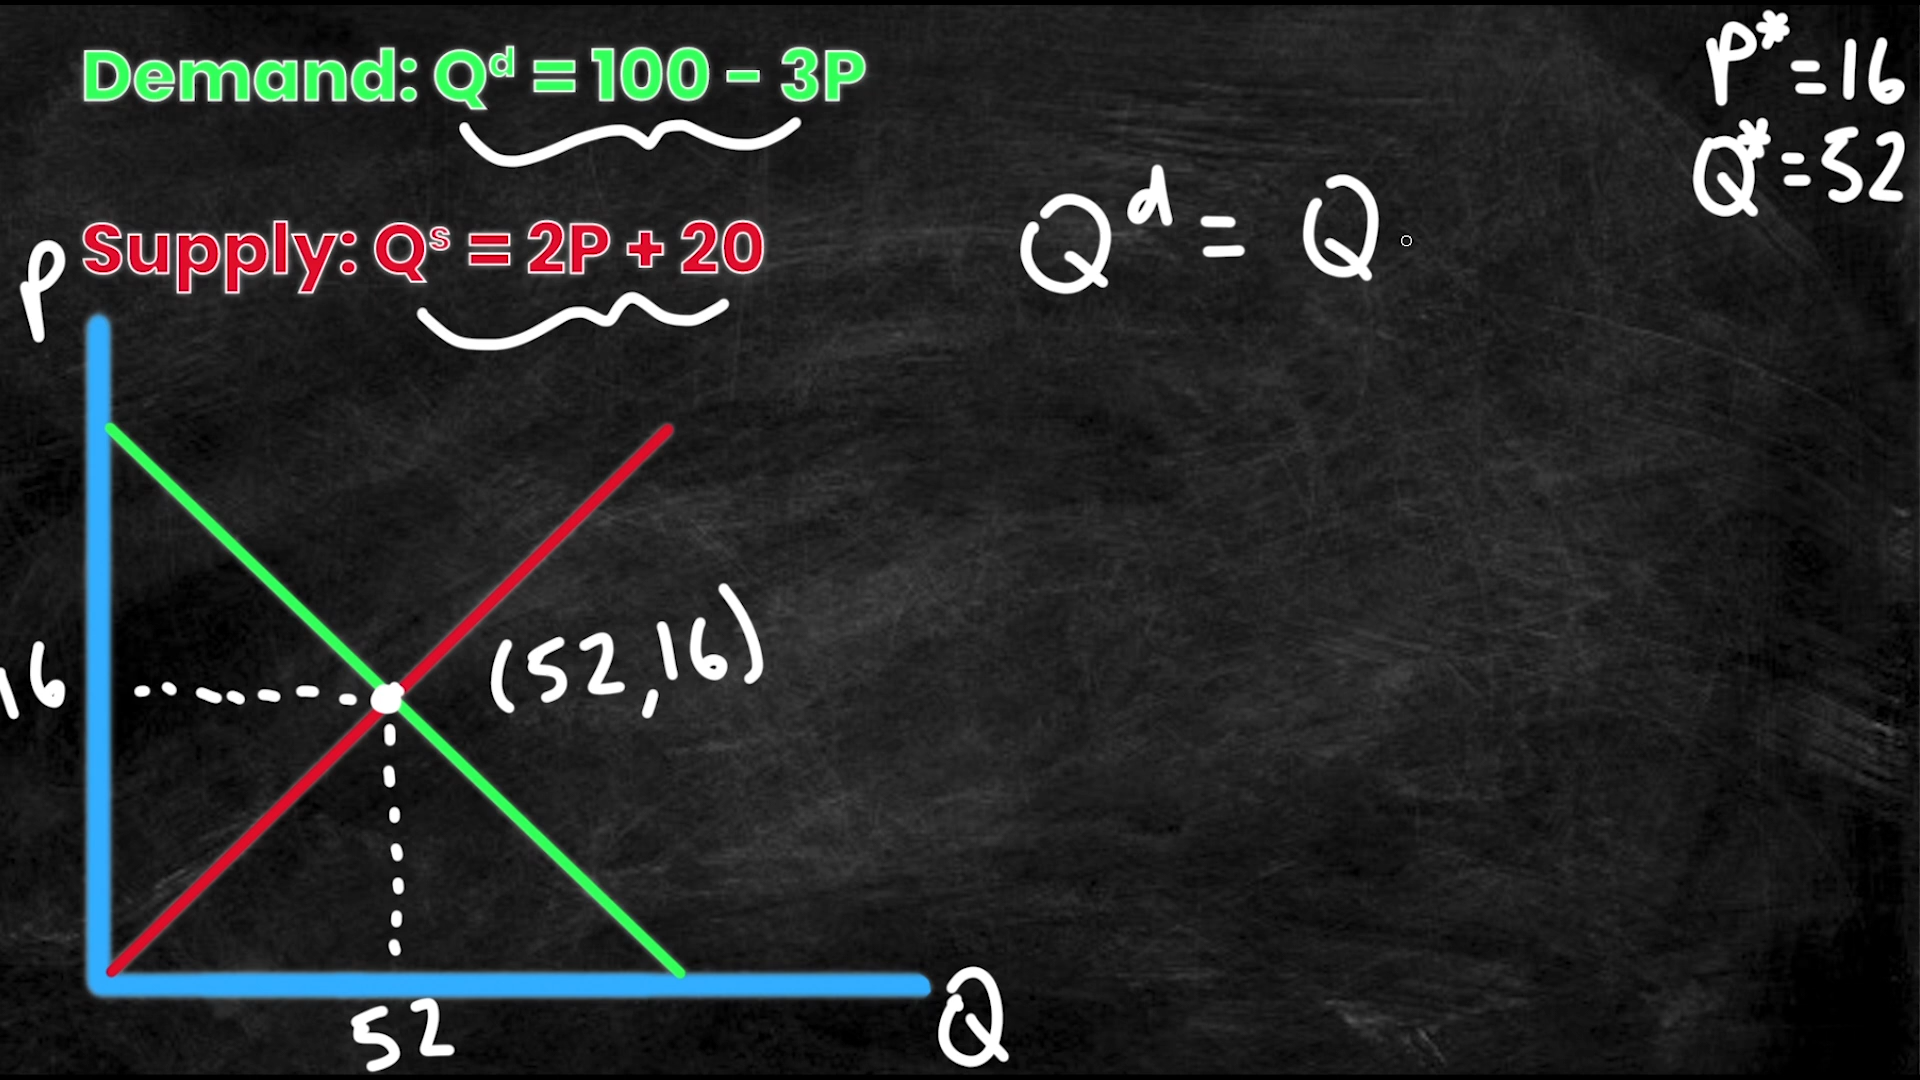 Demand: Qᵈ = 100 - 3P
P* = 16
Q* = 52
Qᵈ = Q
Supply: Qˢ = 2P + 20
P
(52,16)
16
52
Q